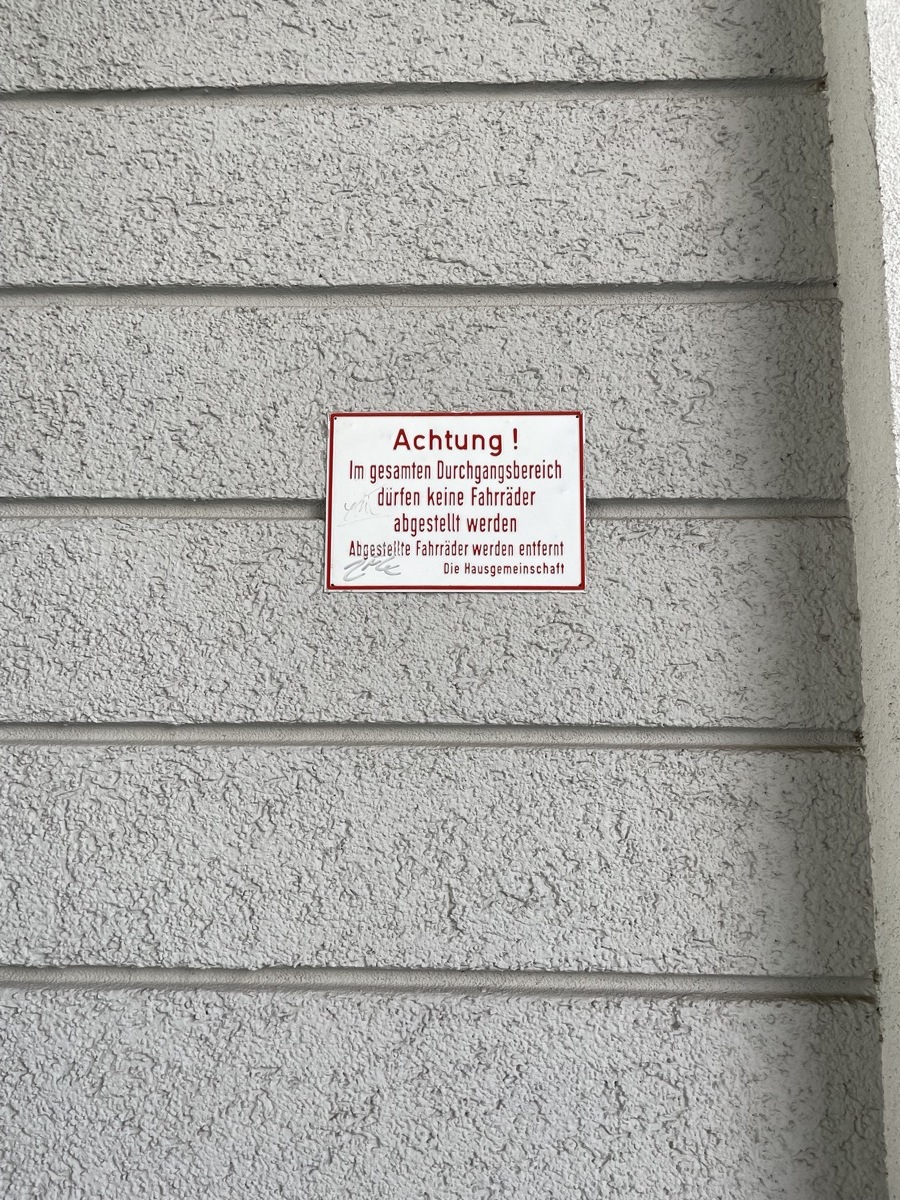 Achtung !
Im gesamten Durchgangsbereich
dürfen keine Fahrräder
abgestellt werden
Abgestellte Fahrräder werden entfernt
Die Hausgemeinschaft